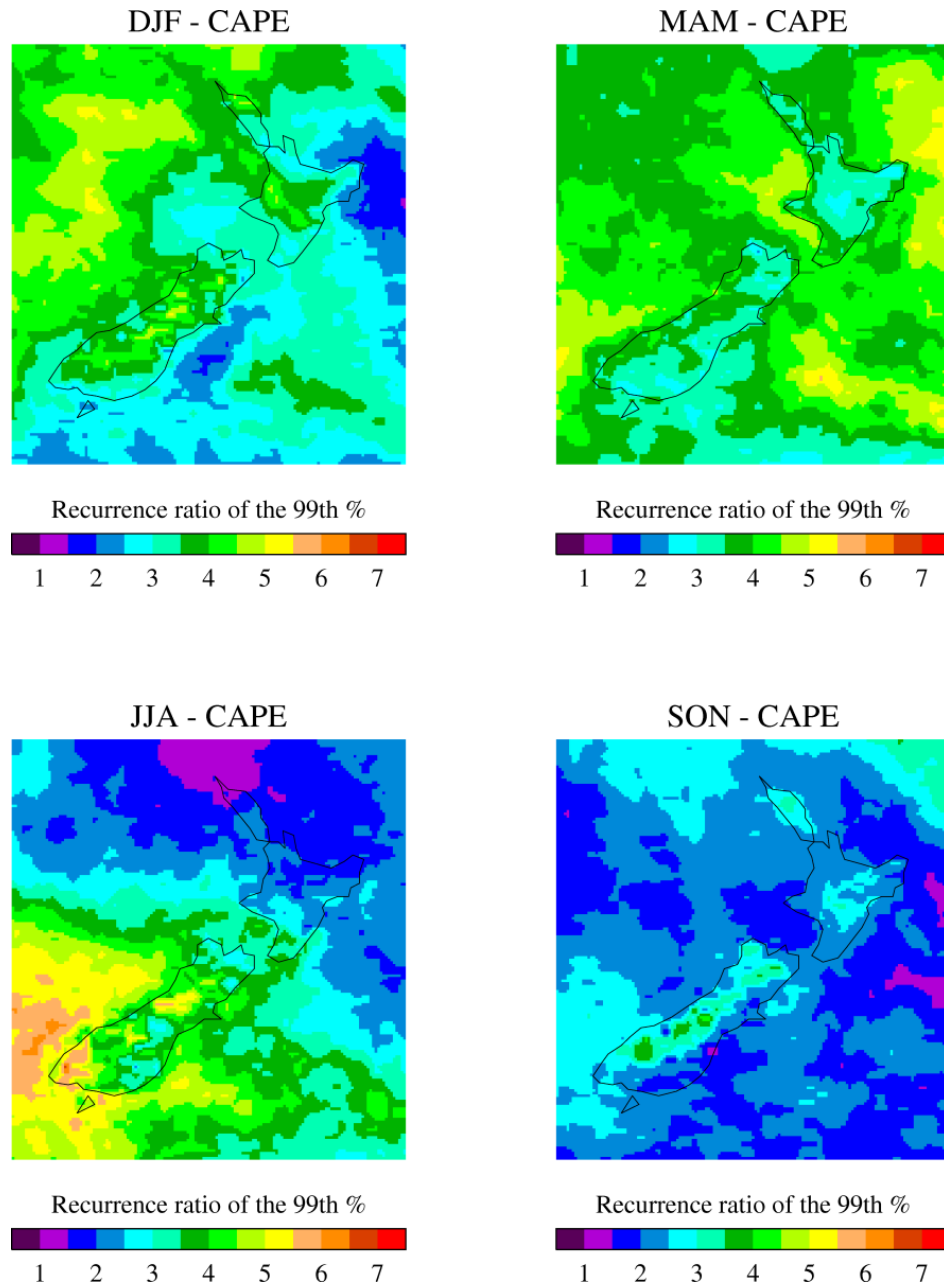 DJF - CAPE
MAM - CAPE
Recurrence ratio of the 99th %
Recurrence ratio of the 99th %
1 2 3 4 5 6 7
1 2 3 4 5 6 7
JJA - CAPE
SON - CAPE
Recurrence ratio of the 99th %
Recurrence ratio of the 99th %
1 2 3 4 5 6 7
1 2 3 4 5 6 7